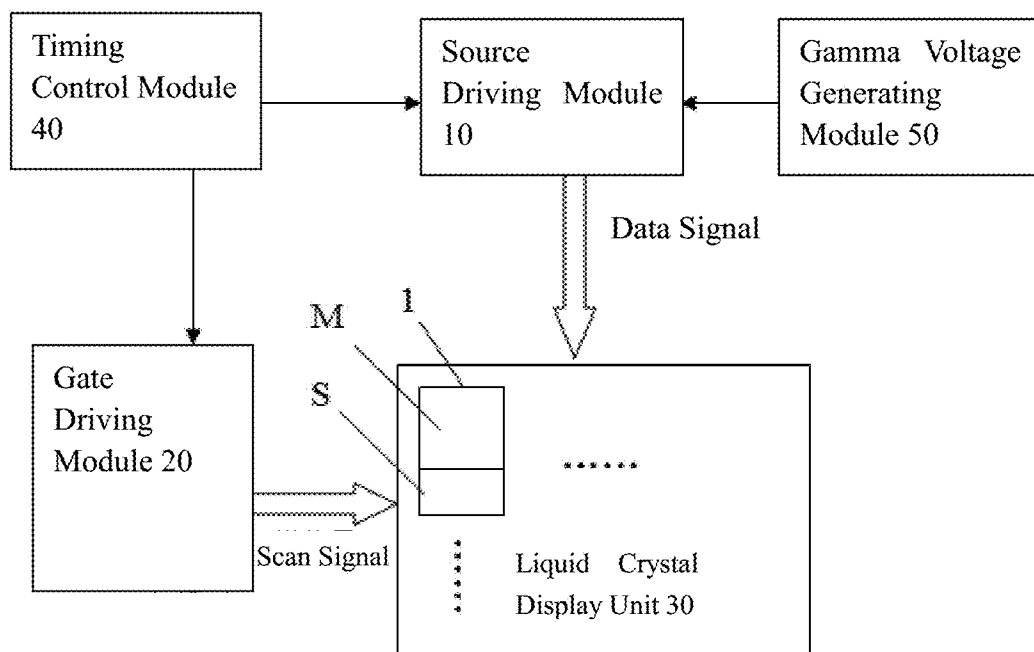 Timing
Control Module
40
Source
Driving Module
10
Gamma Voltage
Generating
Module 50
Data Signal
1
M
S
Gate
Driving
Module 20
Scan Signal
Liquid Crystal
Display Unit 30